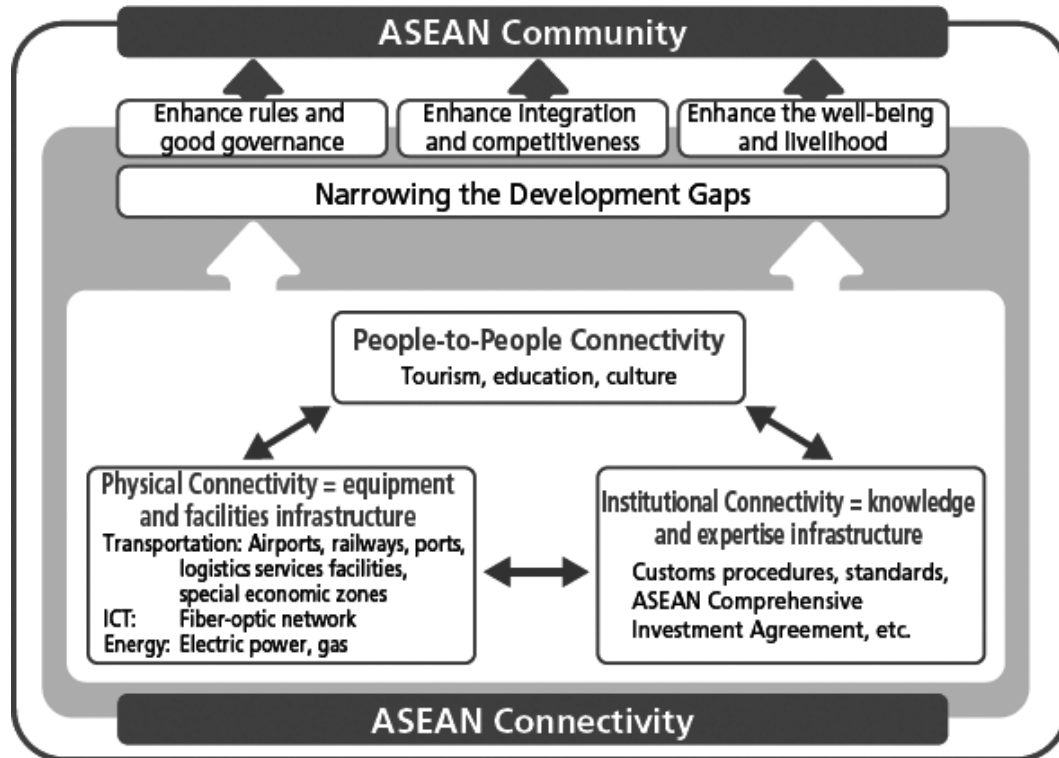 ASEAN Community
Enhance rules and
good governance
Enhance integration
and competitiveness
Enhance the well-being
and livelihood
Narrowing the Development Gaps
People-to-People Connectivity
Tourism, education, culture
Physical Connectivity = equipment
and facilities infrastructure
Transportation: Airports, railways, ports,
logistics services facilities,
special economic zones
ICT: Fiber-optic network
Energy: Electric power, gas
Institutional Connectivity = knowledge
and expertise infrastructure
Customs procedures, standards,
ASEAN Comprehensive
Investment Agreement, etc.
ASEAN Connectivity